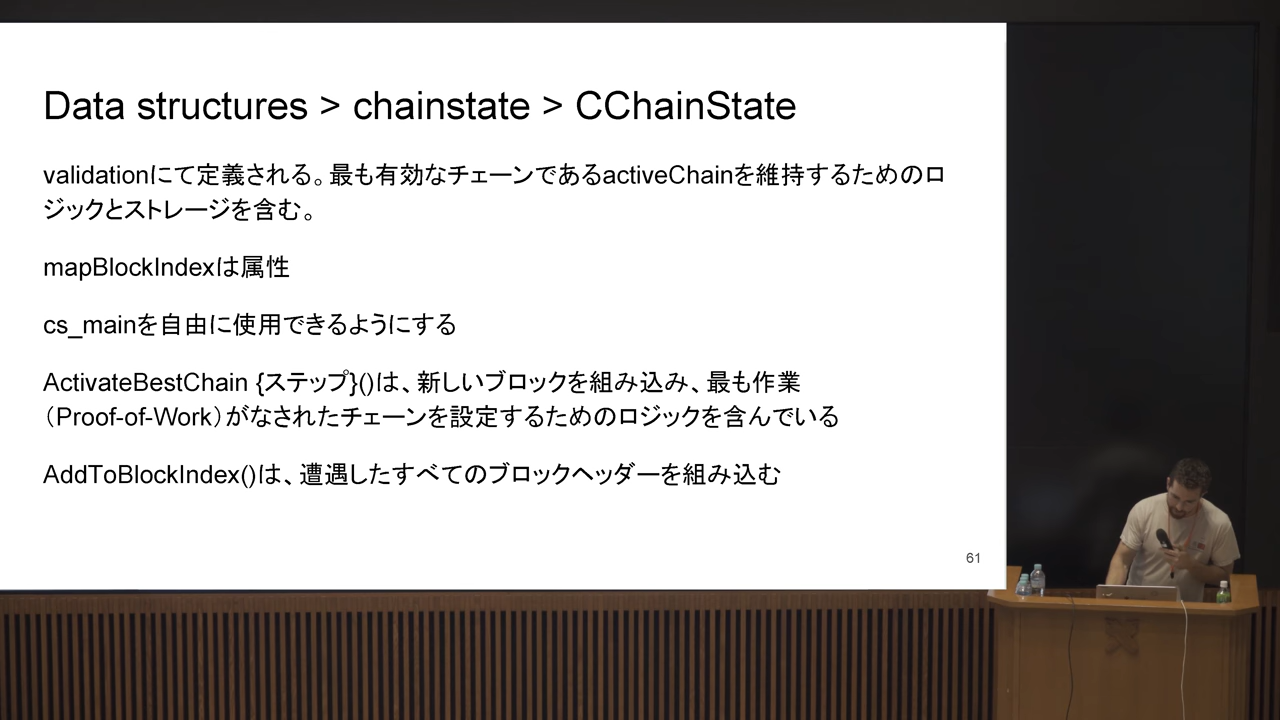 Data structures > chainstate > CChainState
validationにて定義される。最も有効なチェーンであるactiveChainを維持するためのロ
ジックとストレージを含む。
mapBlockIndexは属性
cs_mainを自由に使用できるようにする
ActivateBestChain {ステップ}()は、新しいブロックを組み込み、最も作業
（Proof-of-Work）がなされたチェーンを設定するためのロジックを含んでいる
AddToBlockIndex()は、遭遇したすべてのブロックヘッダーを組み込む
61